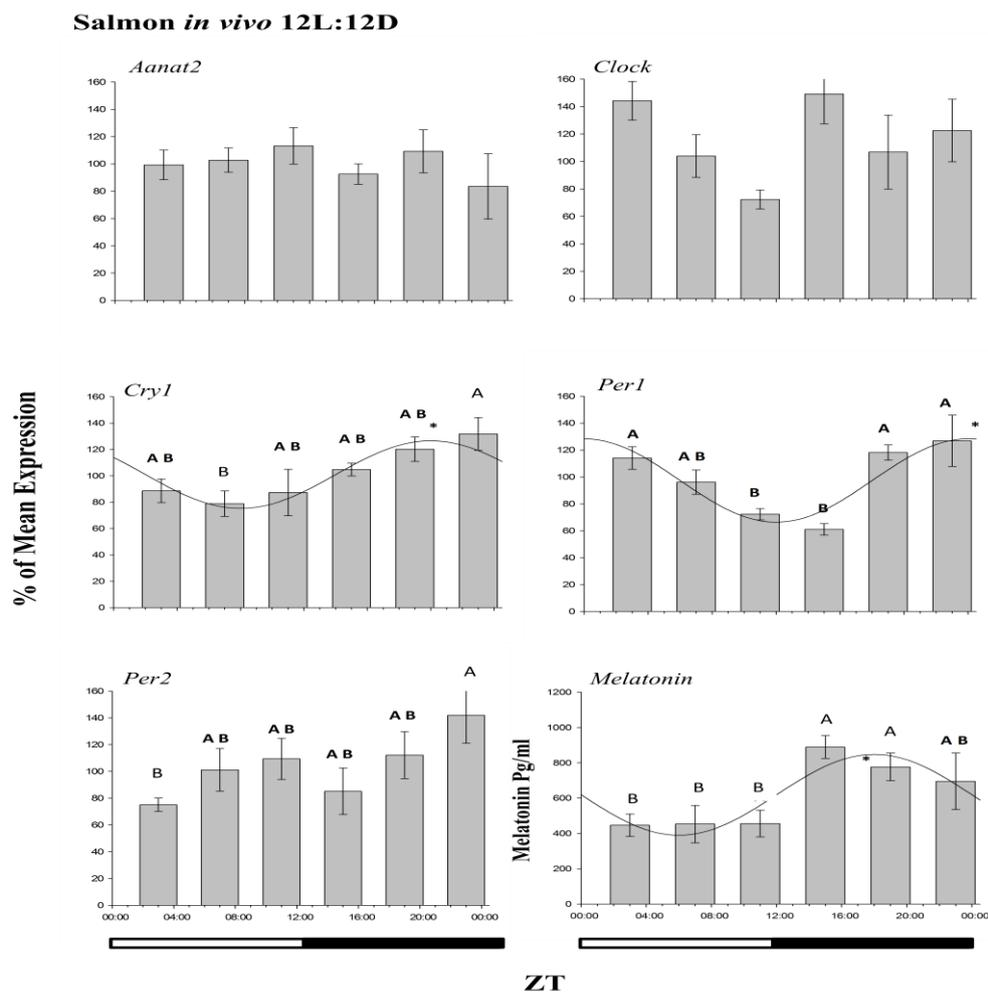 Salmon in vivo 12L:12D
Aanat2
160
140
120
100
80
60
40
20
0
Clock
160
140
120
100
80
60
40
20
0
% of Mean Expression
Cry1
160
140
120
100
80
60
40
20
0
A B
B
A B
A B
A B
*
A
Per1
160
140
120
100
80
60
40
20
0
A
A B
B
B
A
A
*
Per2
160
140
120
100
80
60
40
20
0
B
A B
A B
A B
A B
A
00:00 04:00 08:00 12:00 16:00 20:00 00:00
Melatonin
Melatonin Pg/ml
1200
1000
800
600
400
200
0
B
B
B
A
*
A
A B
00:00 04:00 08:00 12:00 16:00 20:00 00:00
ZT